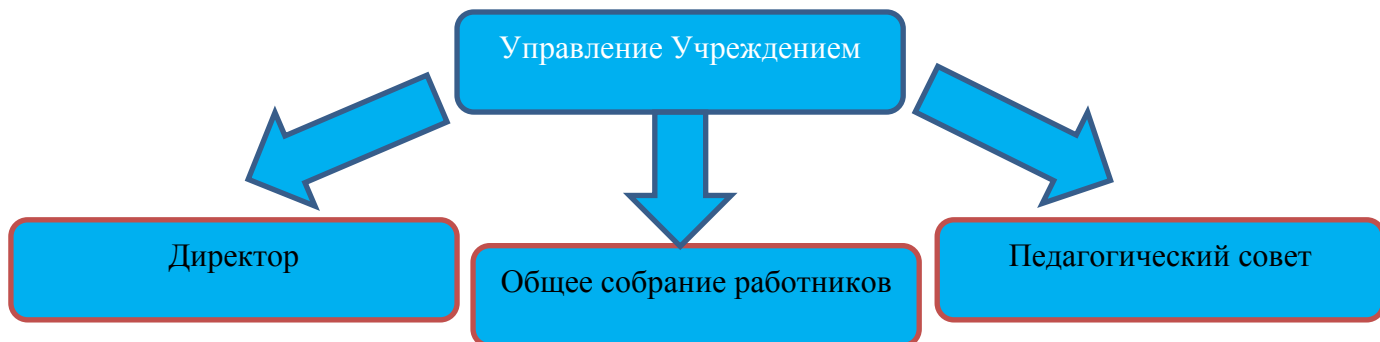 Управление Учреждением
Директор
Общее собрание работников
Педагогический совет